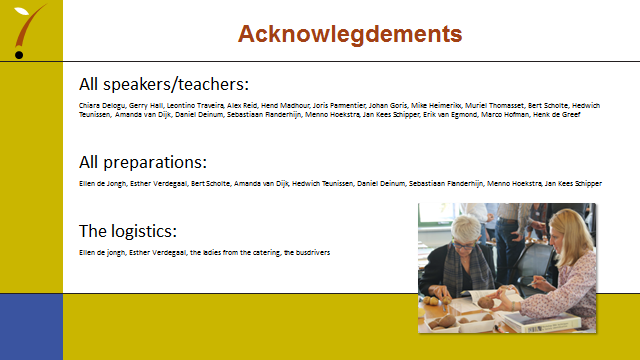 Acknowlegdements
All speakers/teachers:
Chiara Delogu, Gerry Hall, Leontino Traveira, Alex Reid, Hend Madhour, Joris Parmentier, Johan Goris, Mike Heimerikx, Muriel Thomasset, Bert Scholte, Hedwich
Teunissen, Amanda van Dijk, Daniel Deinum, Sebastiaan Flanderhijn, Menno Hoekstra, Jan Kees Schipper, Erik van Egmond, Marco Hofman, Henk de Greef
All preparations:
Ellen de Jongh, Esther Verdegaal, Bert Scholte, Amanda van Dijk, Hedwich Teunissen, Daniel Deinum, Sebastiaan Flanderhijn, Menno Hoekstra, Jan Kees Schipper
The logistics:
Ellen de jongh, Esther Verdegaal, the ladies from the catering, the busdrivers